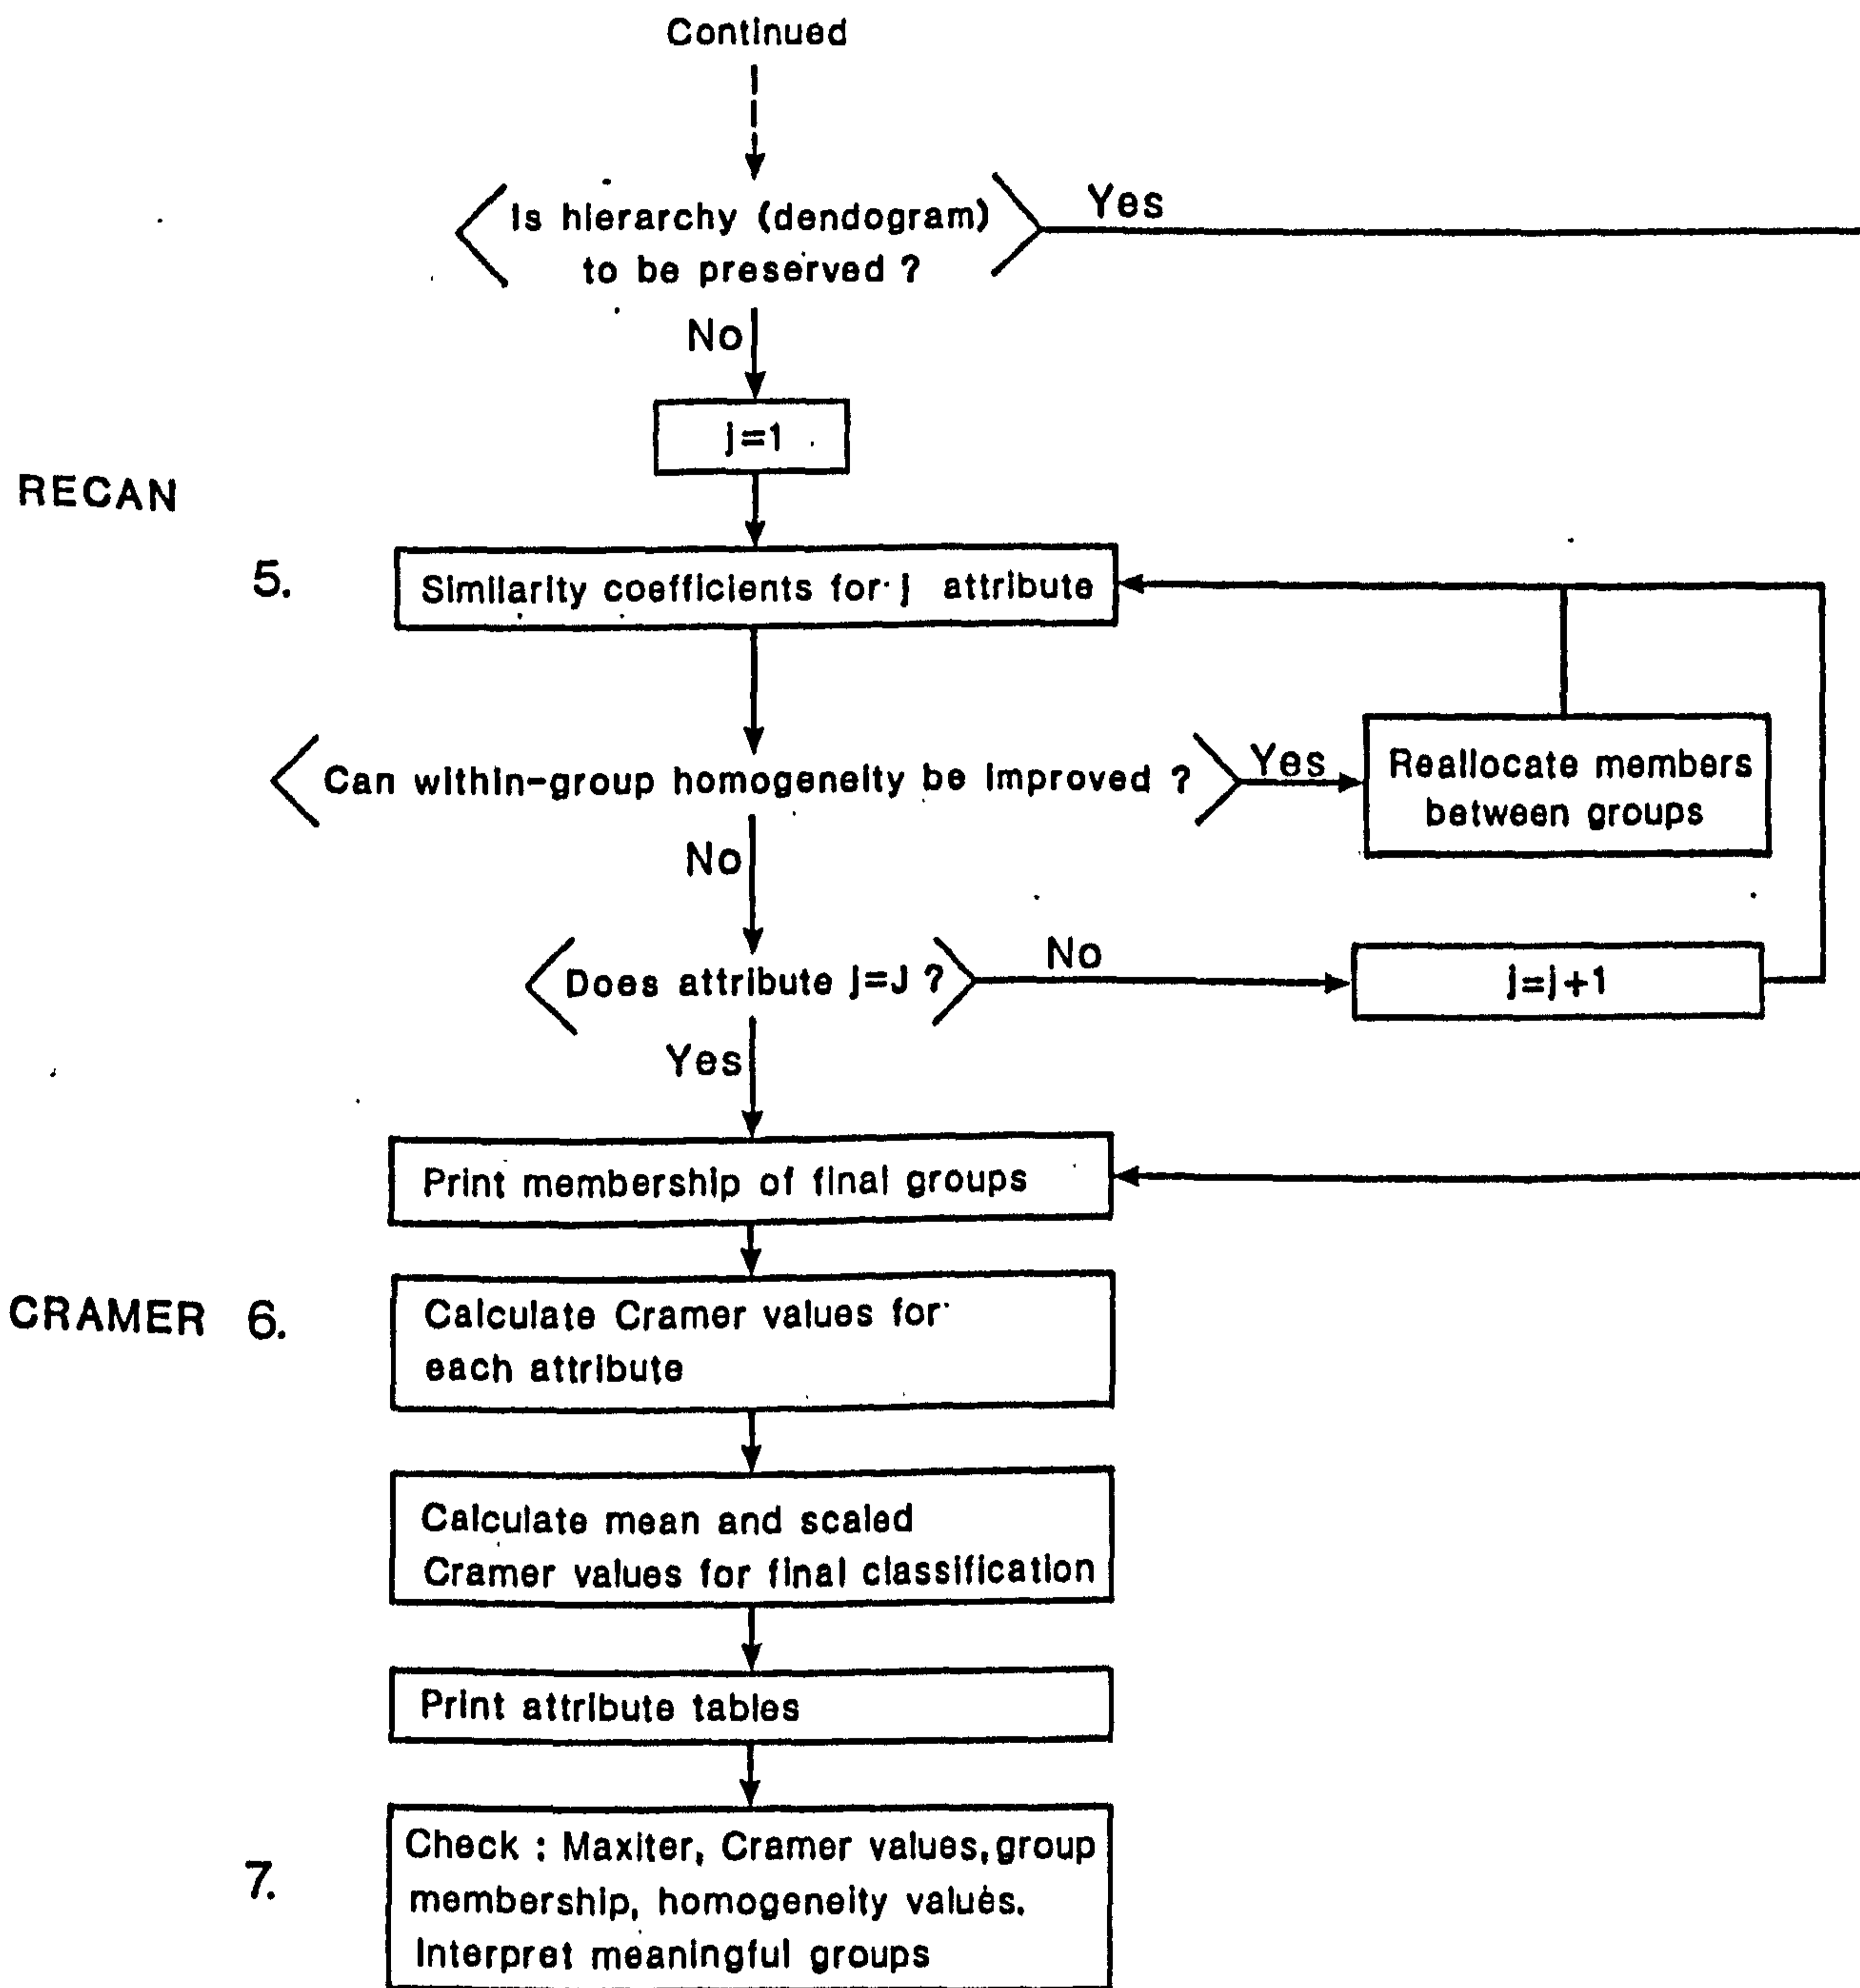 Continued
Is hierarchy (dendogram)
to be preserved ?
Yes
No
j=1
RECAN
5.
Similarity coefficients for j attribute
Can within-group homogeneity be improved ?
Yes
Reallocate members
between groups
No
Does attribute j=J ?
No
j=j+1
Yes
Print membership of final groups
CRAMER 6.
Calculate Cramer values for
each attribute
Calculate mean and scaled
Cramer values for final classification
Print attribute tables
7.
Check : Maxiter, Cramer values, group
membership, homogeneity values.
Interpret meaningful groups